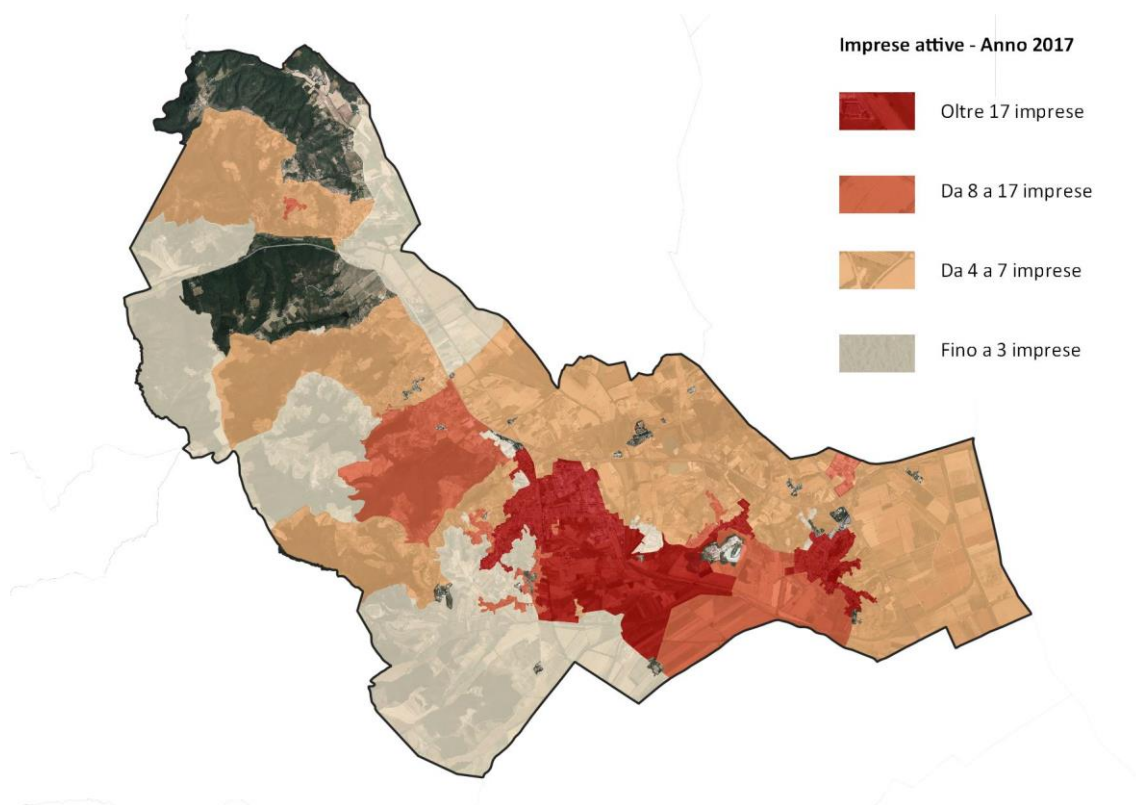 Imprese attive - Anno 2017
Oltre 17 imprese
Da 8 a 17 imprese
Da 4 a 7 imprese
Fino a 3 imprese